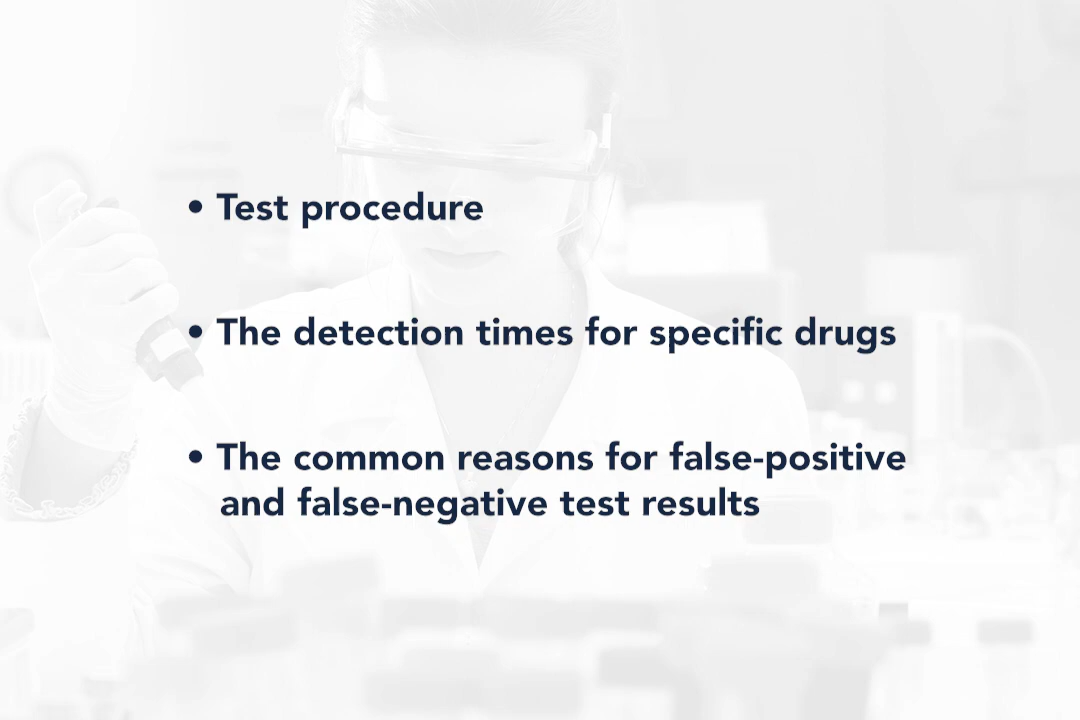 • Test procedure
• The detection times for specific drugs
• The common reasons for false-positive
and false-negative test results